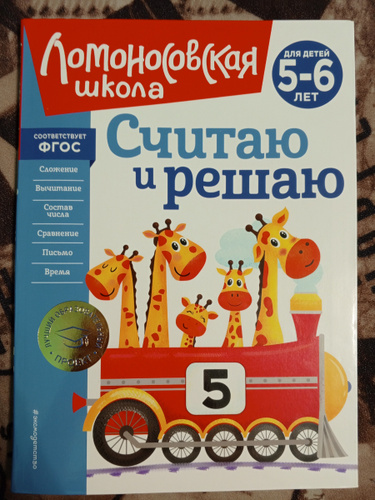 Ломоносовская
школа
ДЛЯ ДЕТЕЙ
5-6
ЛЕТ
СООТВЕТСТВУЕТ
ФГОС
Считаю
и решаю
Сложение
Вычитание
Состав
числа
Сравнение
Письмо
Время
5
#эксмодетство